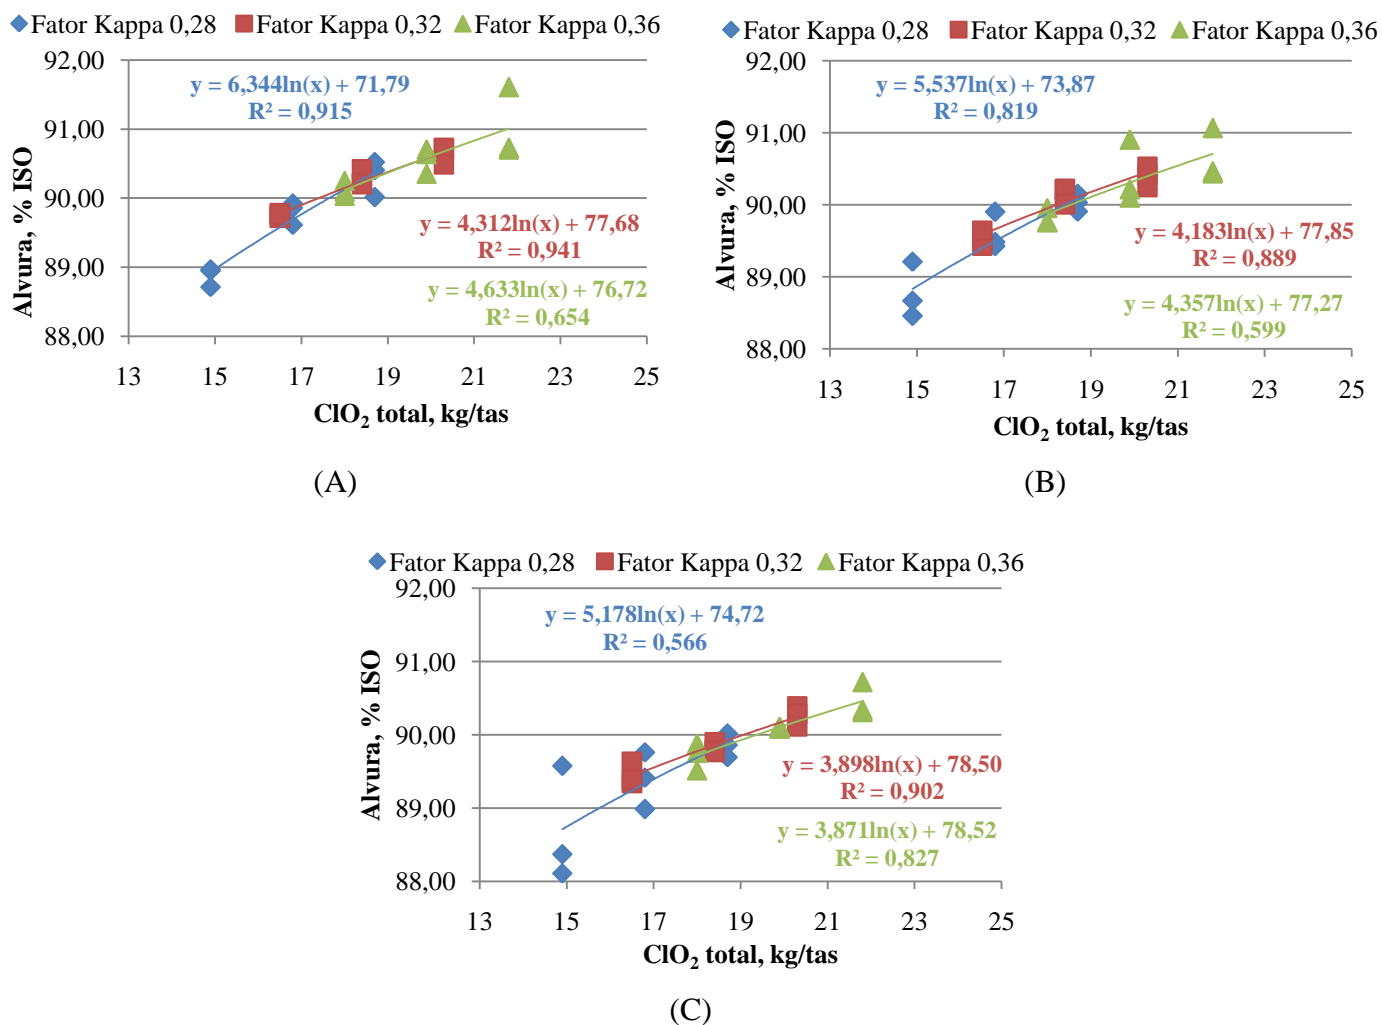 Fator Kappa 0,28 Fator Kappa 0,32 Fator Kappa 0,36
92,00
91,00
90,00
89,00
88,00
Alvura, % ISO
y = 6,344ln(x) + 71,79
R² = 0,915
y = 4,312ln(x) + 77,68
R² = 0,941
y = 4,633ln(x) + 76,72
R² = 0,654
13 15 17 19 21 23 25
ClO₂ total, kg/tas
(A)
Fator Kappa 0,28 Fator Kappa 0,32 Fator Kappa 0,36
92,00
91,00
90,00
89,00
88,00
Alvura, % ISO
y = 5,537ln(x) + 73,87
R² = 0,819
y = 4,183ln(x) + 77,85
R² = 0,889
y = 4,357ln(x) + 77,27
R² = 0,599
13 15 17 19 21 23 25
ClO₂ total, kg/tas
(B)
Fator Kappa 0,28 Fator Kappa 0,32 Fator Kappa 0,36
92,00
91,00
90,00
89,00
88,00
Alvura, % ISO
y = 5,178ln(x) + 74,72
R² = 0,566
y = 3,898ln(x) + 78,50
R² = 0,902
y = 3,871ln(x) + 78,52
R² = 0,827
13 15 17 19 21 23 25
ClO₂ total, kg/tas
(C)